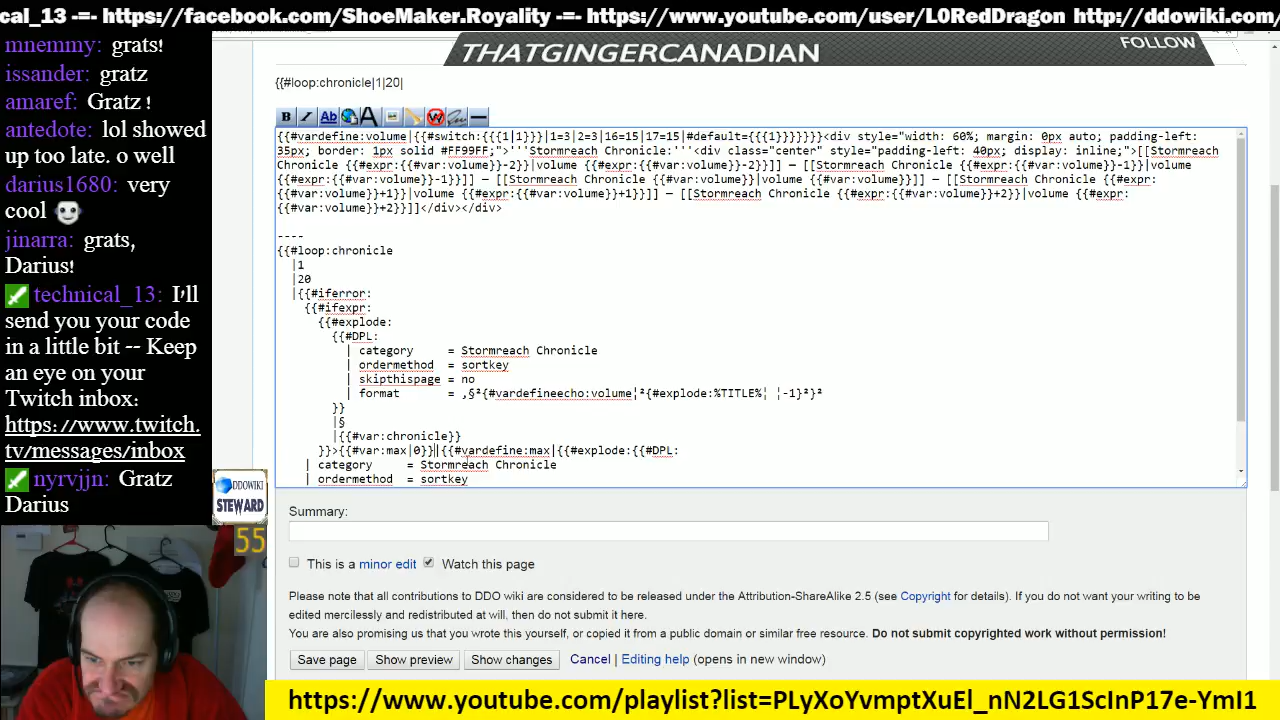 cal_13 -=- https://facebook.com/ShoeMaker.Royality -=- https://www.youtube.com/user/L0RedDragon http://ddowiki.com/
mnemmy: grats!
issander: gratz
amaref: Gratz !
antedote: lol showed
up too late. o well
darius1680: very
cool
jinarra: grats,
Darius!
technical_13: I'll
send you your code
in a little bit -- Keep
an eye on your
Twitch inbox:
https://www.twitch.
tv/messages/inbox
nyrvjjn: Gratz
Darius
DDOWIKI
STEWARD
55
THATGINGERCANADIAN
FOLLOW
{{#loop:chronicle|1|20|
B I Ab A W
{{#vardefine:volume|{{#switch:{{{1|1}}}|1=3|2=3|16=15|17=15|#default={{{1}}}}}}}<div style="width: 60%; margin: 0px auto; padding-left:
35px; border: 1px solid #FF99FF;">'''Stormreach Chronicle:'''<div class="center" style="padding-left: 40px; display: inline;">[[Stormreach
Chronicle {{#expr:{{#var:volume}}-2}}|volume {{#expr:{{#var:volume}}-2}}]] — [[Stormreach Chronicle {{#expr:{{#var:volume}}-1}}|volume
{{#expr:{{#var:volume}}-1}}]] — [[Stormreach Chronicle {{#var:volume}}|volume {{#var:volume}}]] — [[Stormreach Chronicle {{#expr:
{{#var:volume}}+1}}|volume {{#expr:{{#var:volume}}+1}}]] — [[Stormreach Chronicle {{#expr:{{#var:volume}}+2}}|volume {{#expr:
{{#var:volume}}+2}}]]</div></div>
----
{{#loop:chronicle
|1
|20
|{{#iferror:
{{#ifexpr:
{{#explode:
{{#DPL:
| category = Stormreach Chronicle
| ordermethod = sortkey
| skipthispage = no
| format = ,§²{#vardefineecho:volume¦²{#explode:%TITLE%¦ ¦-1}²}²
}}
|§
|{{#var:chronicle}}
}}>{{#var:max|0}}|{{#vardefine:max|{{#explode:{{#DPL:
| category = Stormreach Chronicle
| ordermethod = sortkey
Summary:
This is a minor edit Watch this page
Please note that all contributions to DDO wiki are considered to be released under the Attribution-ShareAlike 2.5 (see Copyright for details). If you do not want your writing to be
edited mercilessly and redistributed at will, then do not submit it here.
You are also promising us that you wrote this yourself, or copied it from a public domain or similar free resource. Do not submit copyrighted work without permission!
Save page Show preview Show changes Cancel | Editing help (opens in new window)
https://www.youtube.com/playlist?list=PLyXoYvmptXuEl_nN2LG1ScInP17e-YmI1